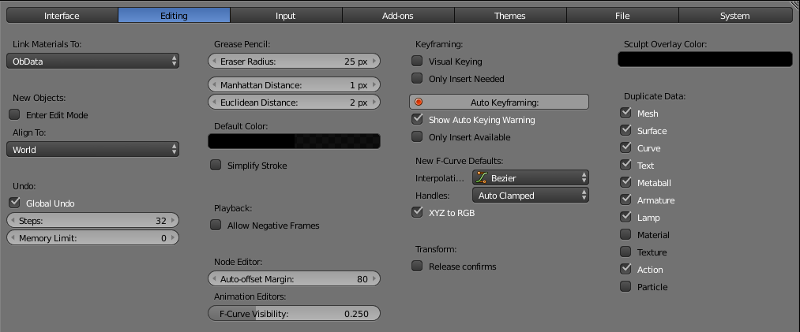 Interface Editing Input Add-ons Themes File System
Link Materials To:
ObData
New Objects:
Enter Edit Mode
Align To:
World
Undo:
Global Undo
Steps: 32
Memory Limit: 0
Grease Pencil:
Eraser Radius: 25 px
Manhattan Distance: 1 px
Euclidean Distance: 2 px
Default Color:
Simplify Stroke
Playback:
Allow Negative Frames
Node Editor:
Auto-offset Margin: 80
Animation Editors:
F-Curve Visibility: 0.250
Keyframing:
Visual Keying
Only Insert Needed
Auto Keyframing:
Show Auto Keying Warning
Only Insert Available
New F-Curve Defaults:
Interpolati... Bezier
Handles: Auto Clamped
XYZ to RGB
Transform:
Release confirms
Sculpt Overlay Color:
Duplicate Data:
Mesh
Surface
Curve
Text
Metaball
Armature
Lamp
Material
Texture
Action
Particle